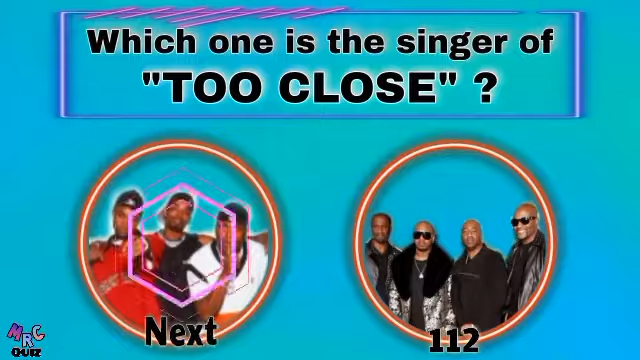 Which one is the singer of
"TOO CLOSE" ?
Next
112
MRC
QUIZ